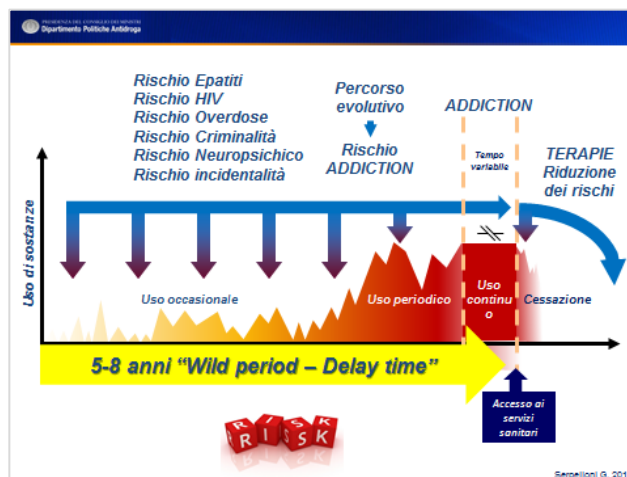 PRESIDENZA DEL CONSIGLIO DEI MINISTRI
Dipartimento Politiche Antidroga
Rischio Epatiti
Rischio HIV
Rischio Overdose
Rischio Criminalità
Rischio Neuropsichico
Rischio incidentalità
Percorso
evolutivo
Rischio
ADDICTION
ADDICTION
Tempo
variabile
TERAPIE
Riduzione
dei rischi
Uso di sostanze
Uso occasionale
Uso periodico
Uso
continu
o
Cessazione
5-8 anni “Wild period – Delay time”
Accesso ai
servizi
sanitari
RISK
RISK
Serpelloni G. 201